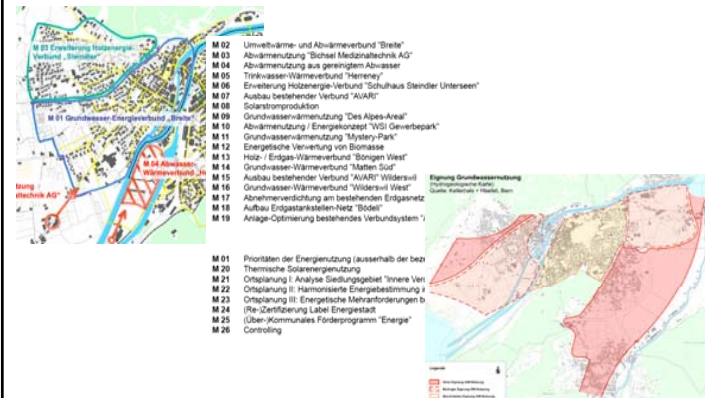 M 03 Erweiterung Holzenergie-
Verbund „Steindler"
M 01 Grundwasser-Energieverbund „Breite"
M 04 Abwasser-
Wärmeverbund
M 02 Umweltwärme- und Abwärmeverbund "Breite"
M 03 Abwärmenutzung "Bichsel Medizinaltechnik AG"
M 04 Abwärmenutzung aus gereinigtem Abwasser
M 05 Trinkwasser-Wärmeverbund "Herreney"
M 06 Erweiterung Holzenergie-Verbund "Schulhaus Steindler Unterseen"
M 07 Ausbau bestehender Verbund "AVARI"
M 08 Solarstromproduktion
M 09 Grundwasserwärmenutzung "Des Alpes-Areal"
M 10 Abwärmenutzung / Energiekonzept "WSI Gewerbepark"
M 11 Grundwasserwärmenutzung "Mystery-Park"
M 12 Energetische Verwertung von Biomasse
M 13 Holz- / Erdgas-Wärmeverbund "Bönigen West"
M 14 Grundwasser-Wärmeverbund "Matten Süd"
M 15 Ausbau bestehender Verbund "AVARI" Wilderswil
M 16 Grundwasser-Wärmeverbund "Wilderswil West"
M 17 Abnehmerverdichtung am bestehenden Erdgasnetz
M 18 Aufbau Erdgastankstellen-Netz "Bödeli"
M 19 Anlage-Optimierung bestehendes Verbundsystem
M 01 Prioritäten der Energienutzung (ausserhalb der
M 20 Thermische Solarenergienutzung
M 21 Ortsplanung I: Analyse Siedlungsgebiet "Innere
M 22 Ortsplanung II: Harmonisierte Energiebestimmung
M 23 Ortsplanung III: Energetische Mehranforderungen
M 24 (Re-)Zertifizierung Label Energiestadt
M 25 (Über-)Kommunales Förderprogramm "Energie"
M 26 Controlling
Eignung Grundwassernutzung
(Hydrogeologische Karte)
Quelle: Kellerhals + Haefeli, Bern
Legende